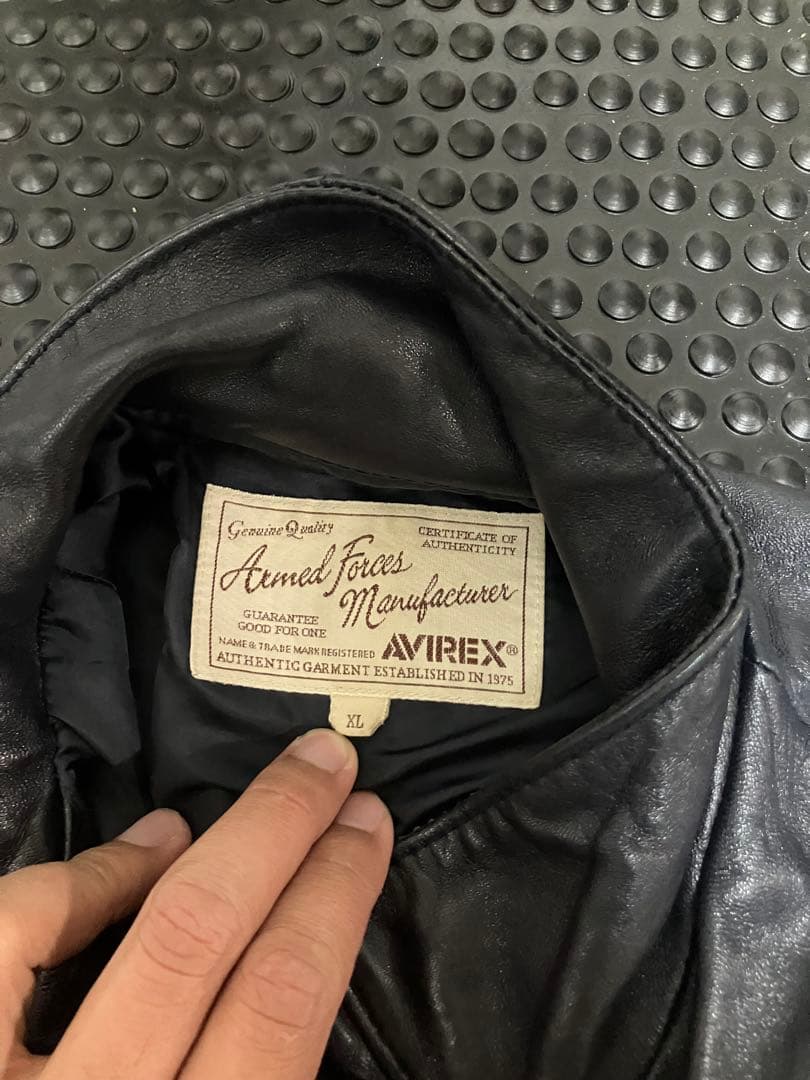 Genuine Quality
CERTIFICATE OF
AUTHENTICITY
Armed Forces
Manufacturer
GUARANTEE
GOOD FOR ONE
NAME & TRADE MARK REGISTERED
AVIREX®
AUTHENTIC GARMENT ESTABLISHED IN 1975
XL